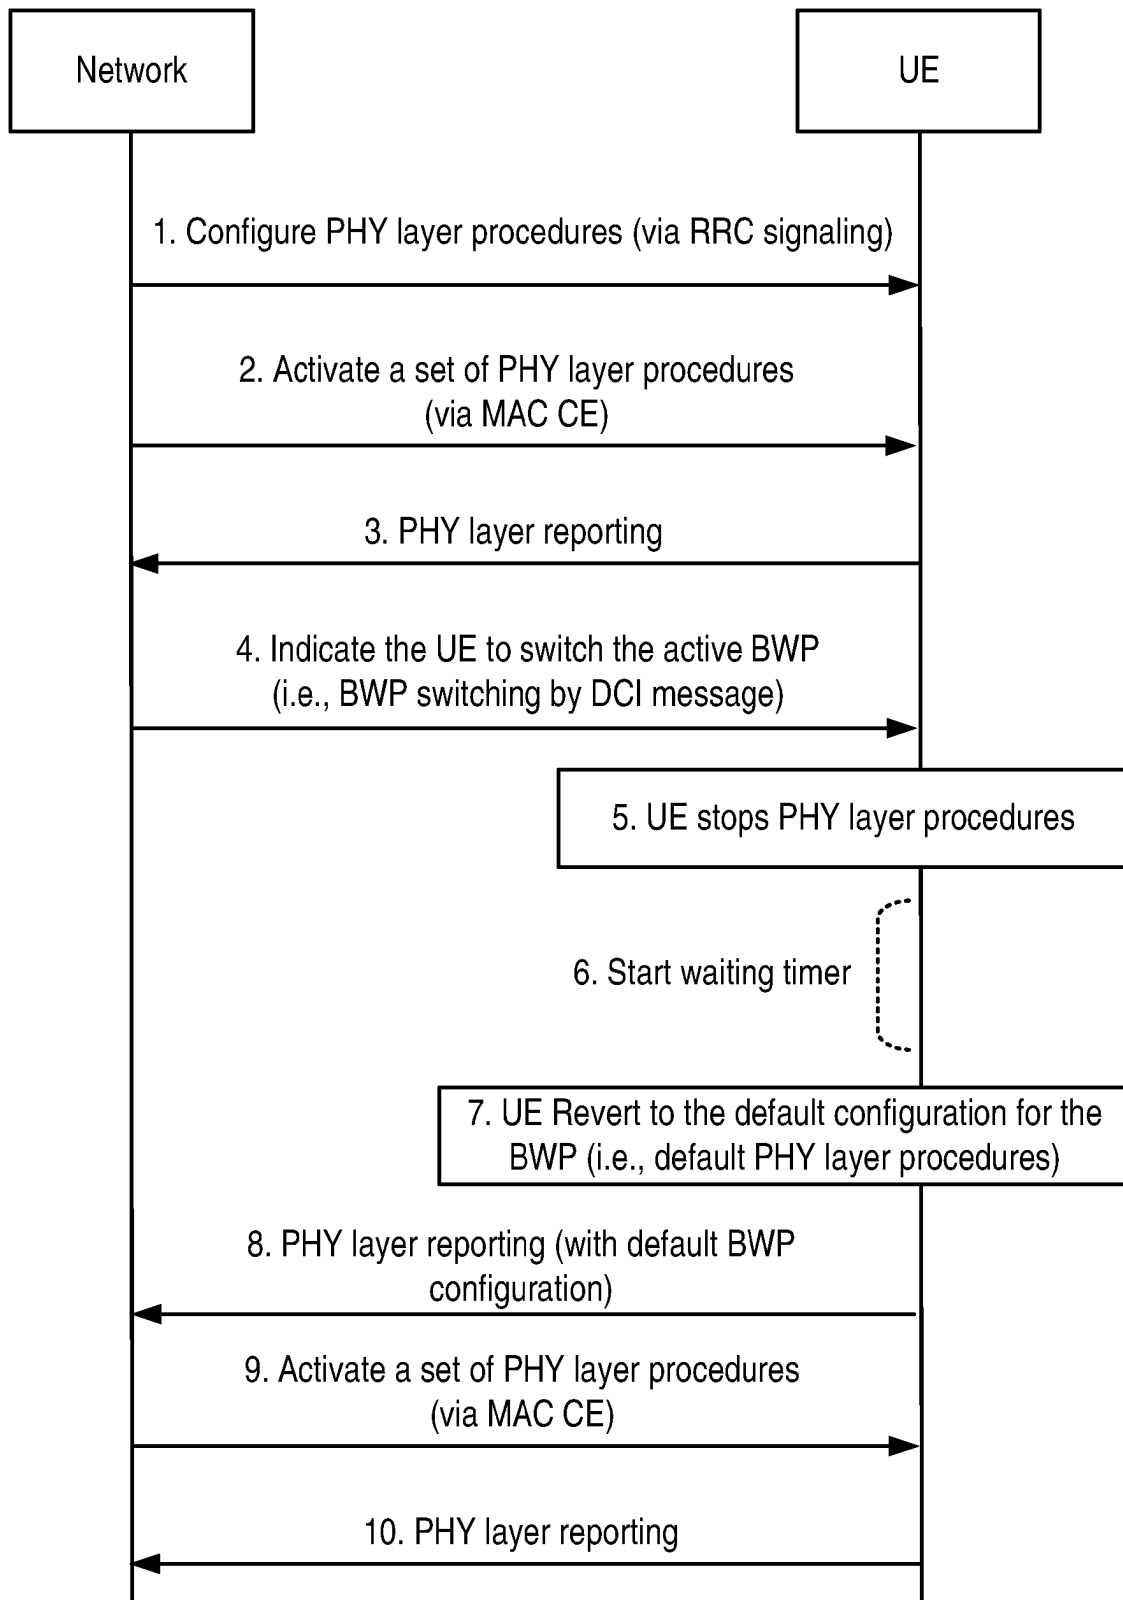 Network
UE
1. Configure PHY layer procedures (via RRC signaling)
2. Activate a set of PHY layer procedures
(via MAC CE)
3. PHY layer reporting
4. Indicate the UE to switch the active BWP
(i.e., BWP switching by DCI message)
5. UE stops PHY layer procedures
6. Start waiting timer
7. UE Revert to the default configuration for the
BWP (i.e., default PHY layer procedures)
8. PHY layer reporting (with default BWP
configuration)
9. Activate a set of PHY layer procedures
(via MAC CE)
10. PHY layer reporting